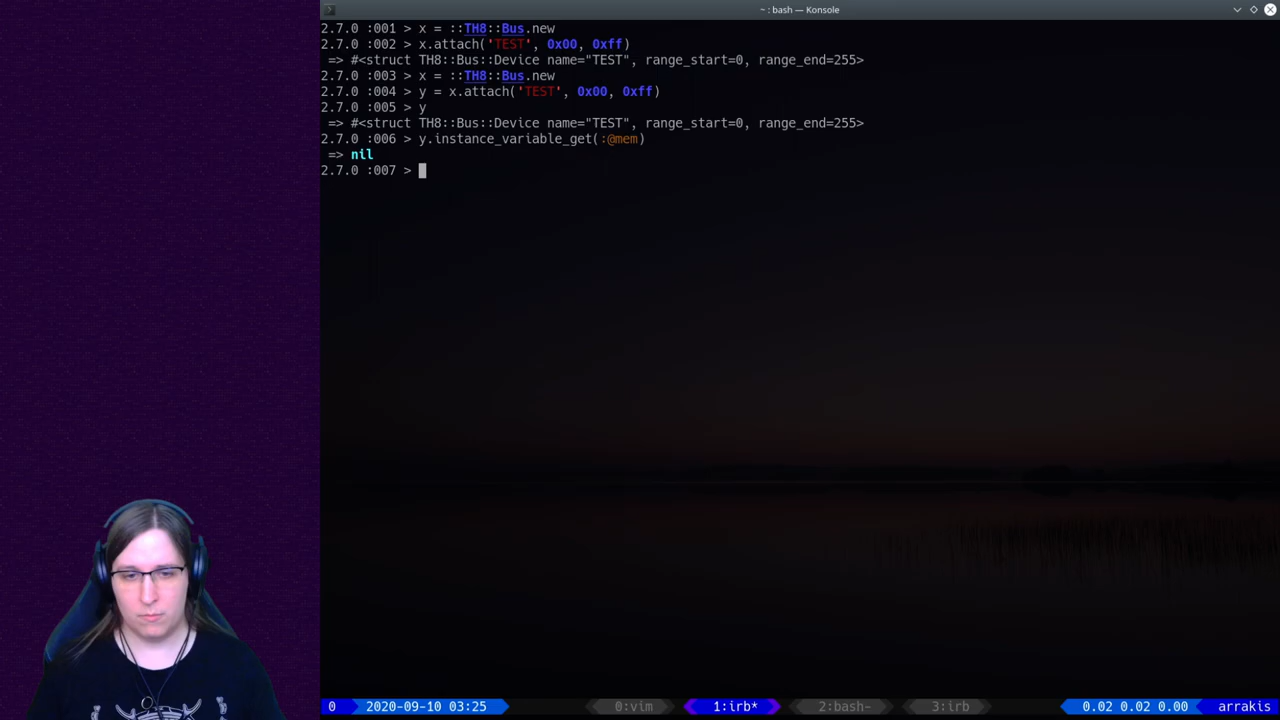 ~ : bash — Konsole
2.7.0 :001 > x = ::TH8::Bus.new
2.7.0 :002 > x.attach('TEST', 0x00, 0xff)
=> #<struct TH8::Bus::Device name="TEST", range_start=0, range_end=255>
2.7.0 :003 > x = ::TH8::Bus.new
2.7.0 :004 > y = x.attach('TEST', 0x00, 0xff)
2.7.0 :005 > y
=> #<struct TH8::Bus::Device name="TEST", range_start=0, range_end=255>
2.7.0 :006 > y.instance_variable_get(:@mem)
=> nil
2.7.0 :007 >
0 2020-09-10 03:25 0:vim 1:irb* 2:bash- 3:irb 0.02 0.02 0.00 arrakis